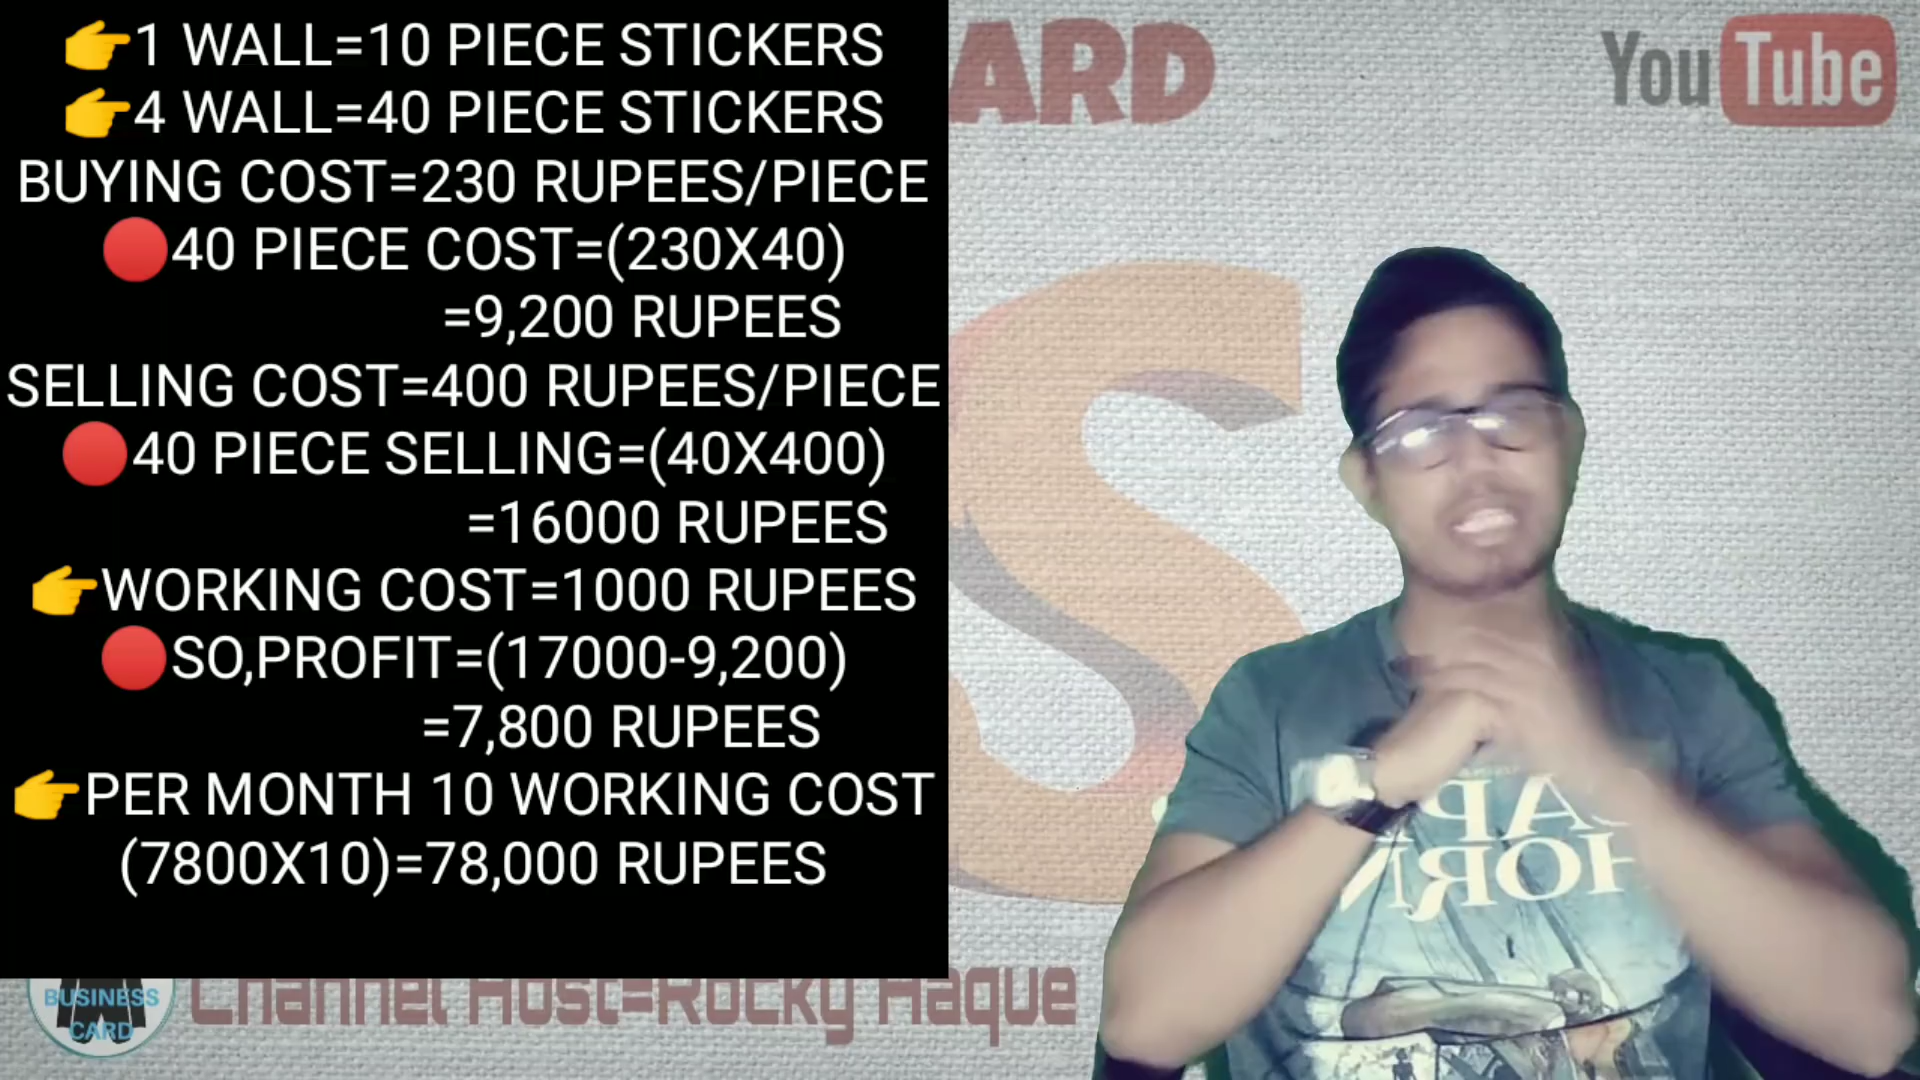 👉1 WALL=10 PIECE STICKERS
👉4 WALL=40 PIECE STICKERS
BUYING COST=230 RUPEES/PIECE
🔴40 PIECE COST=(230X40)
=9,200 RUPEES
SELLING COST=400 RUPEES/PIECE
🔴40 PIECE SELLING=(40X400)
=16000 RUPEES
👉WORKING COST=1000 RUPEES
🔴SO,PROFIT=(17000-9,200)
=7,800 RUPEES
👉PER MONTH 10 WORKING COST
(7800X10)=78,000 RUPEES
ARD
YouTube
S
BUSINESS
CARD
Channel Host=Rocky Haque